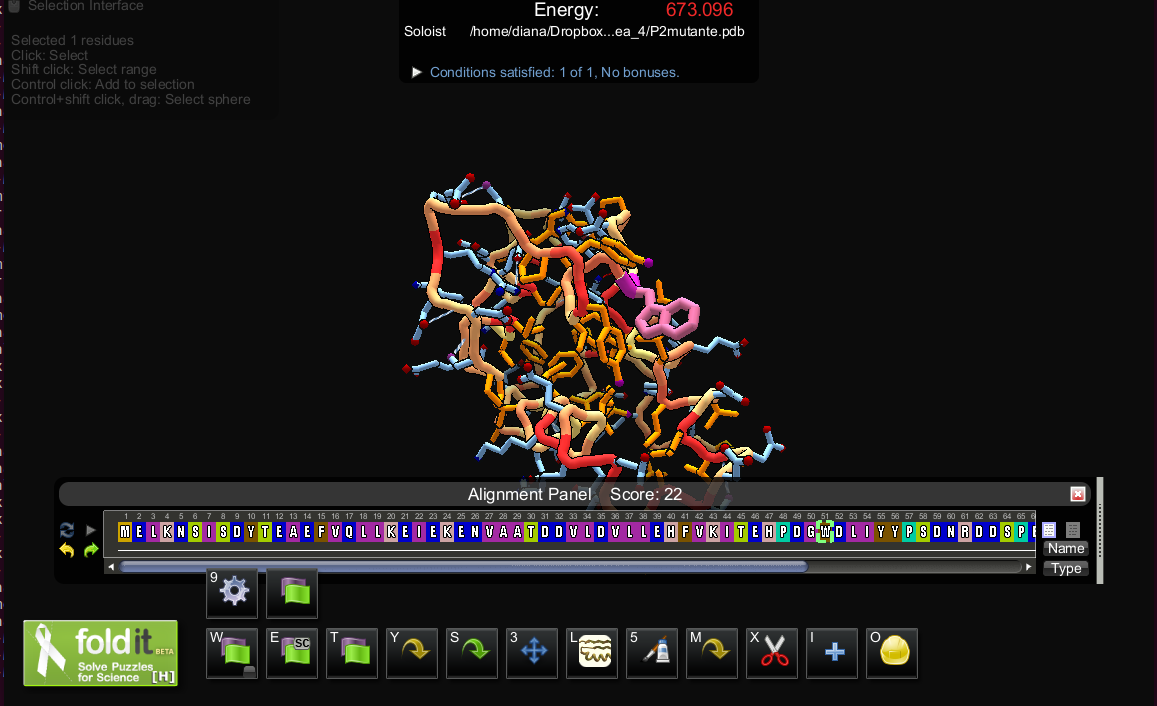 Selection Interface
Selected 1 residues
Click: Select
Shift click: Select range
Control click: Add to selection
Control+shift click, drag: Select sphere
Energy: 673.096
Soloist /home/diana/Dropbox...ea_4/P2mutante.pdb
Conditions satisfied: 1 of 1, No bonuses.
Alignment Panel Score: 22
1 2 3 4 5 6 7 8 9 10 11 12 13 14 15 16 17 18 19 20 21 22 23 24 25 26 27 28 29 30 31 32 33 34 35 36 37 38 39 40 41 42 43 44 45 46 47 48 49 50 51 52 53 54 55 56 57 58 59 60 61 62 63 64 65
M E L K N S I S D Y T E A E F V Q L L K E I E K E N V A A T D D V L D V L L E H F V K I T E H P D G W D L I Y Y P S D N R D D S P
Name
Type
9
W E SC T Y S 3 L 5 M X I O
foldit BETA
Solve Puzzles
for Science [H]